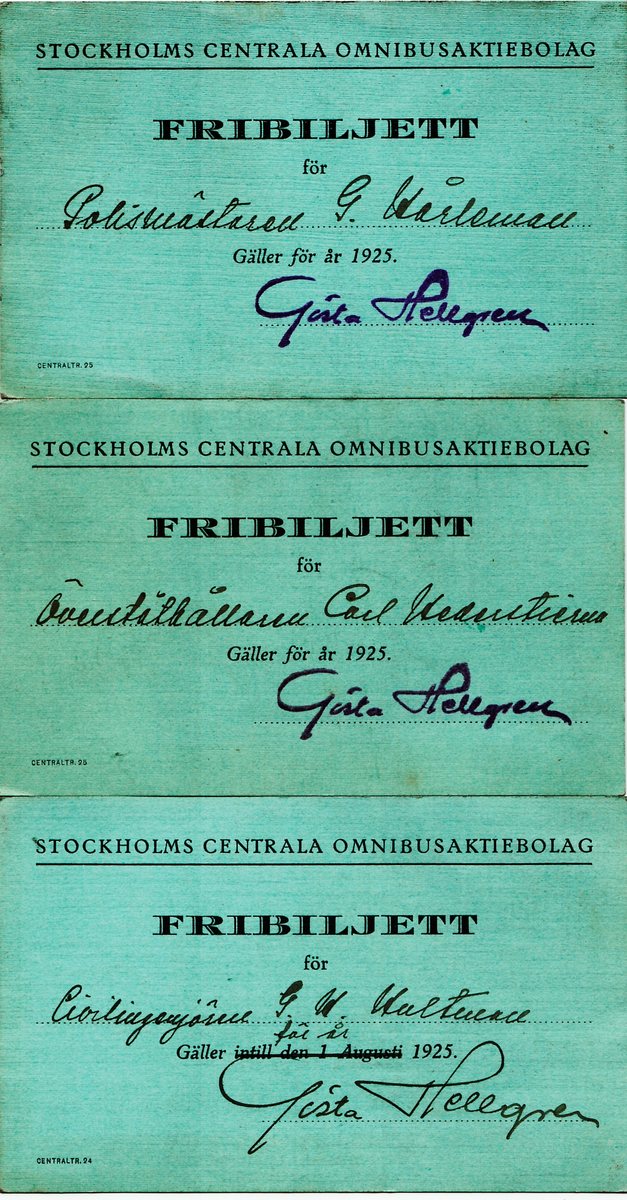 STOCKHOLMS CENTRALA OMNIBUSAKTIEBOLAG
FRIBILJETT
för
Polismästaren G. Hårleman
Gäller för år 1925.
Gösta Hellgren
CENTRALTR. 25
STOCKHOLMS CENTRALA OMNIBUSAKTIEBOLAG
FRIBILJETT
för
Överståthållaren Carl Hederstierna
Gäller för år 1925.
Gösta Hellgren
CENTRALTR. 25
STOCKHOLMS CENTRALA OMNIBUSAKTIEBOLAG
FRIBILJETT
för
Civilingenjören G. H. Hultman
för år
Gäller intill den 1 Augusti 1925.
Gösta Hellgren
CENTRALTR. 24